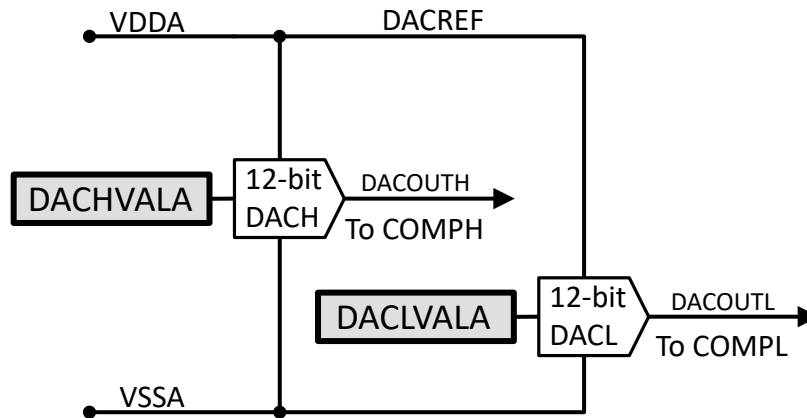 VDDA
DACREF
DACHVALA
12-bit
DACH
DACOUTH
To COMPH
DACLVALA
12-bit
DACL
DACOUTL
To COMPL
VSSA